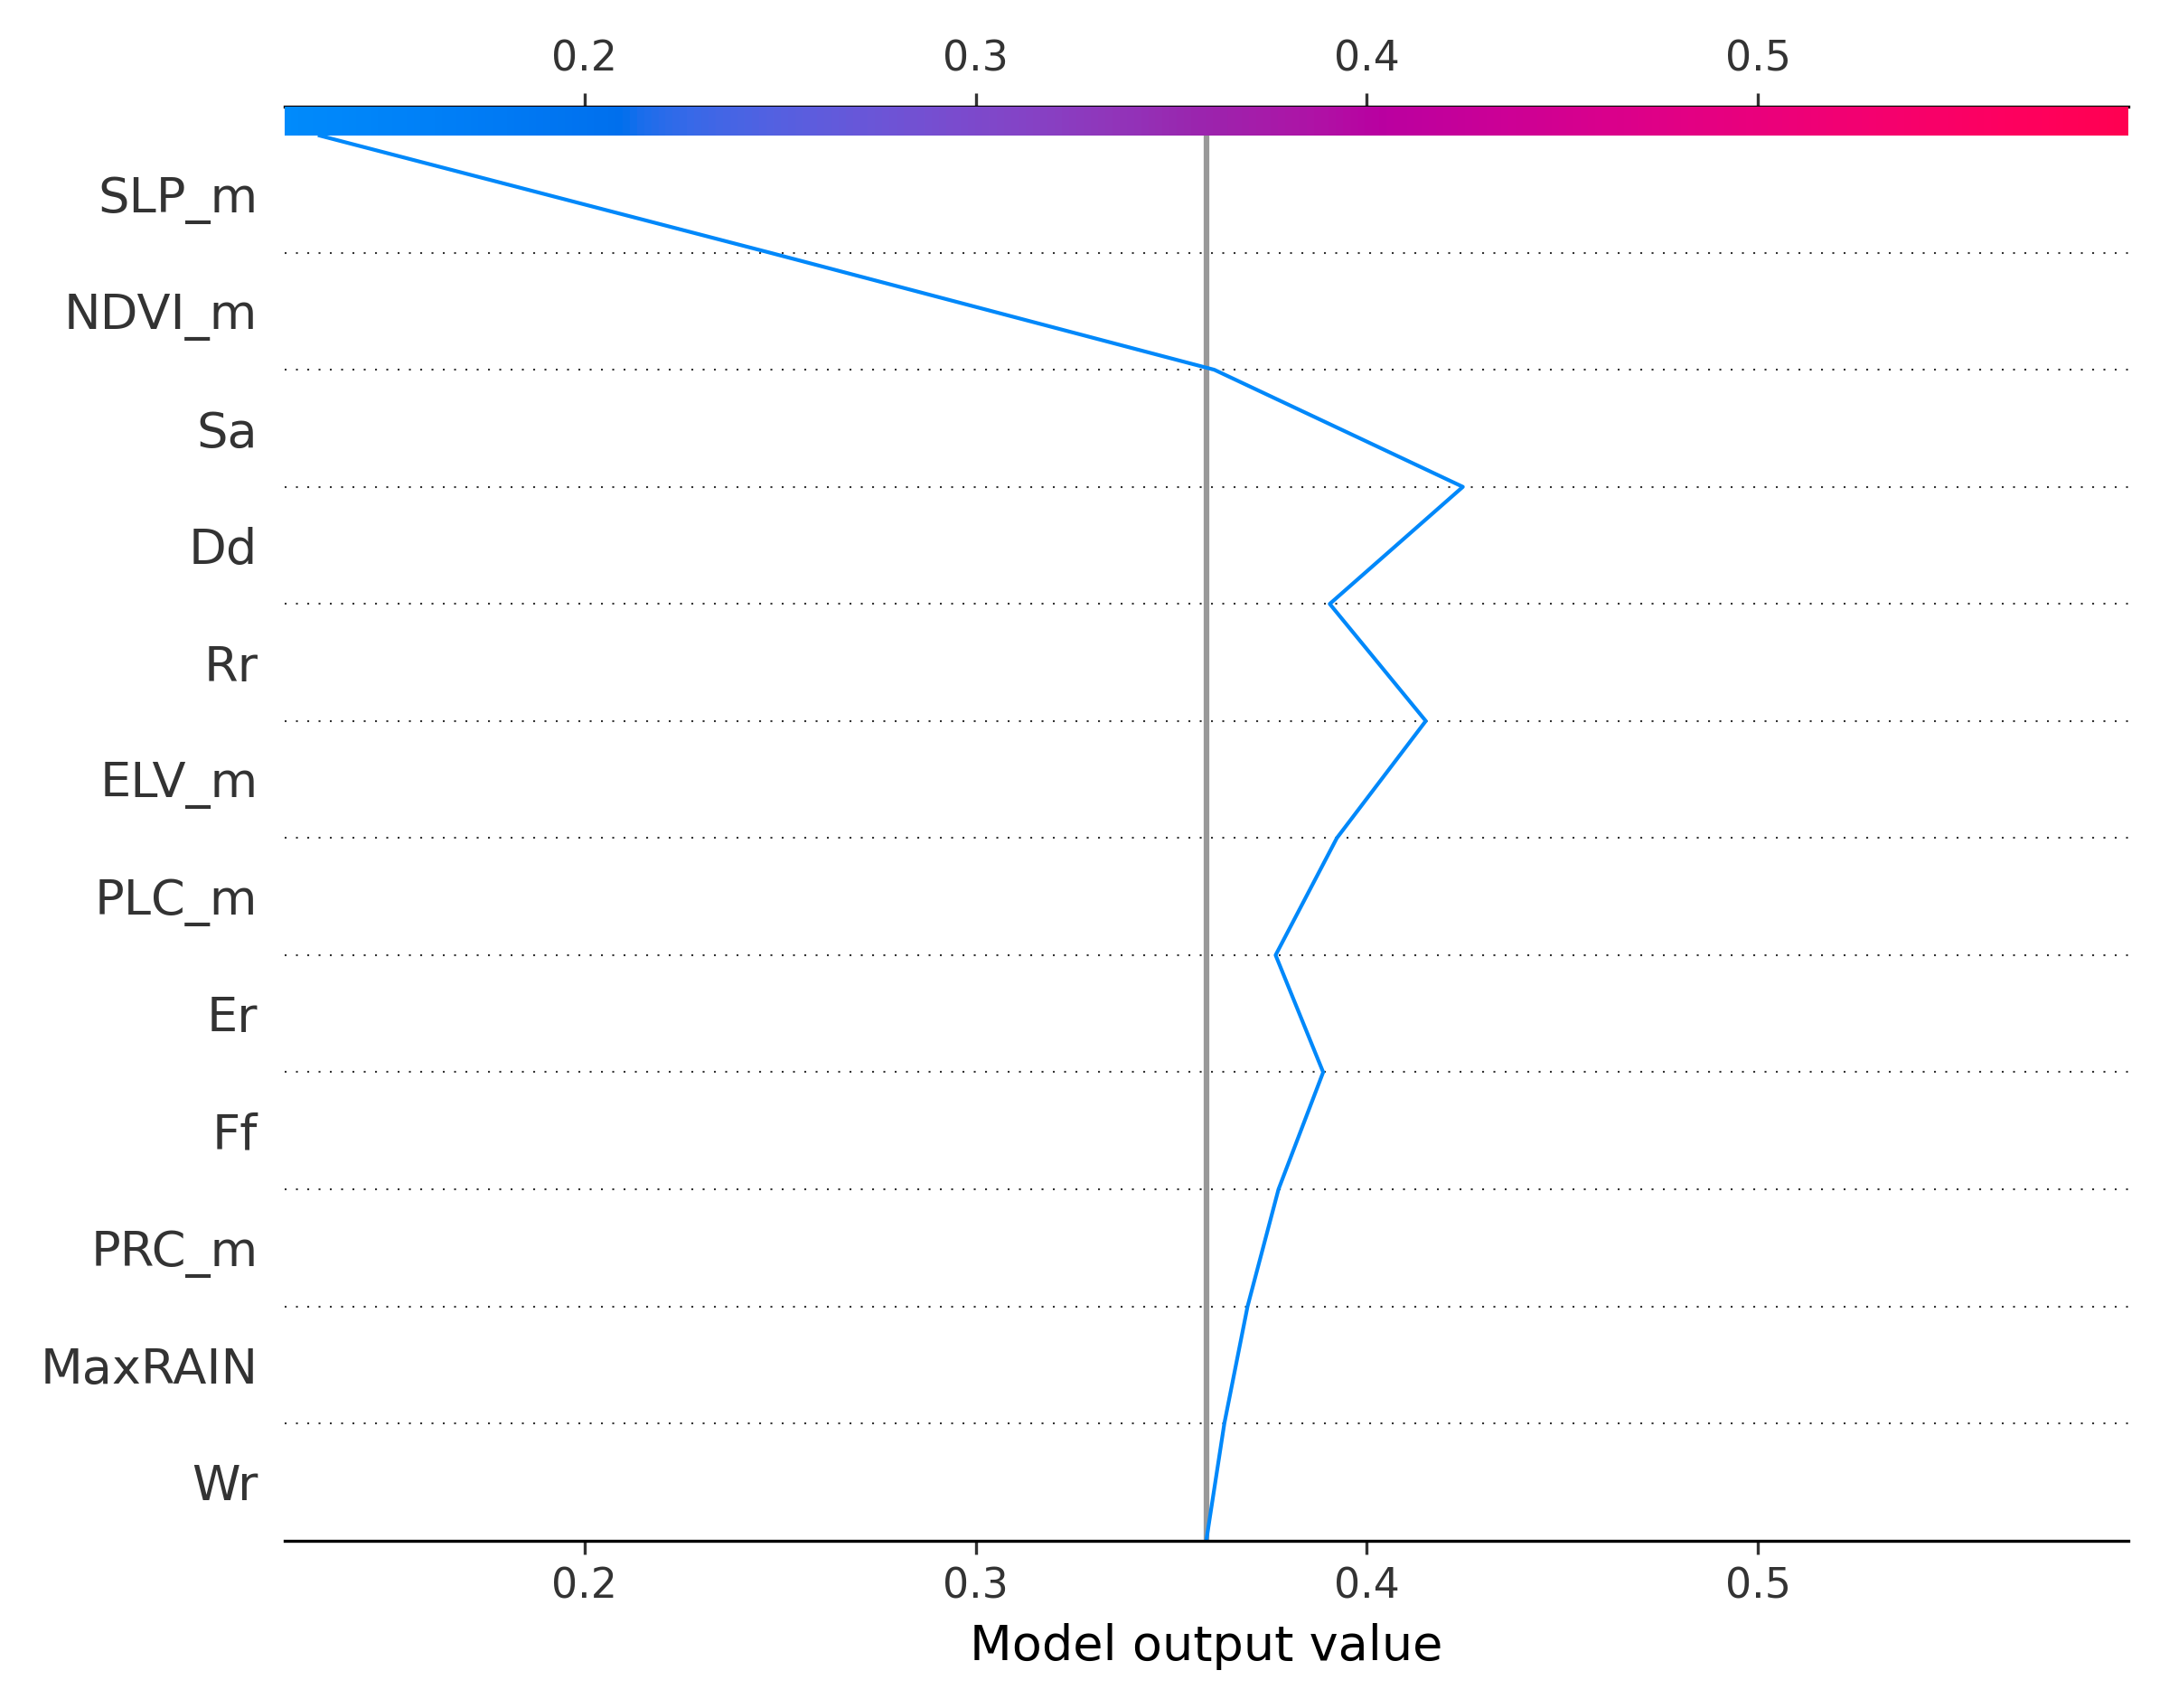 0.2 0.3 0.4 0.5
SLP_m
NDVI_m
Sa
Dd
Rr
ELV_m
PLC_m
Er
Ff
PRC_m
MaxRAIN
Wr
0.2 0.3 0.4 0.5
Model output value